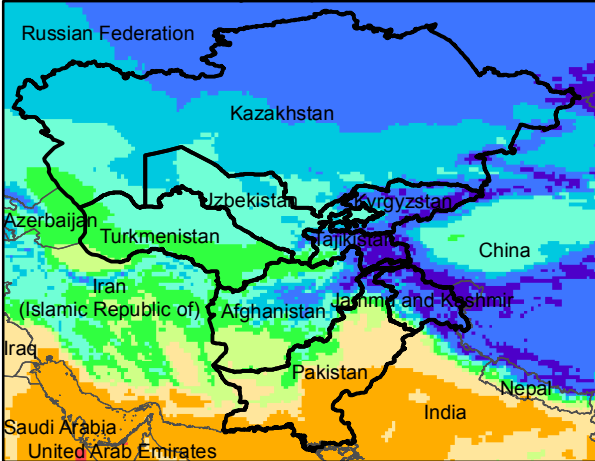 Russian Federation
Kazakhstan
Uzbekistan
Kyrgyzstan
Azerbaijan
Turkmenistan
Tajikistan
China
Iran
(Islamic Republic of)
Afghanistan
Jammu and Kashmir
Iraq
Pakistan
Nepal
India
Saudi Arabia
United Arab Emirates